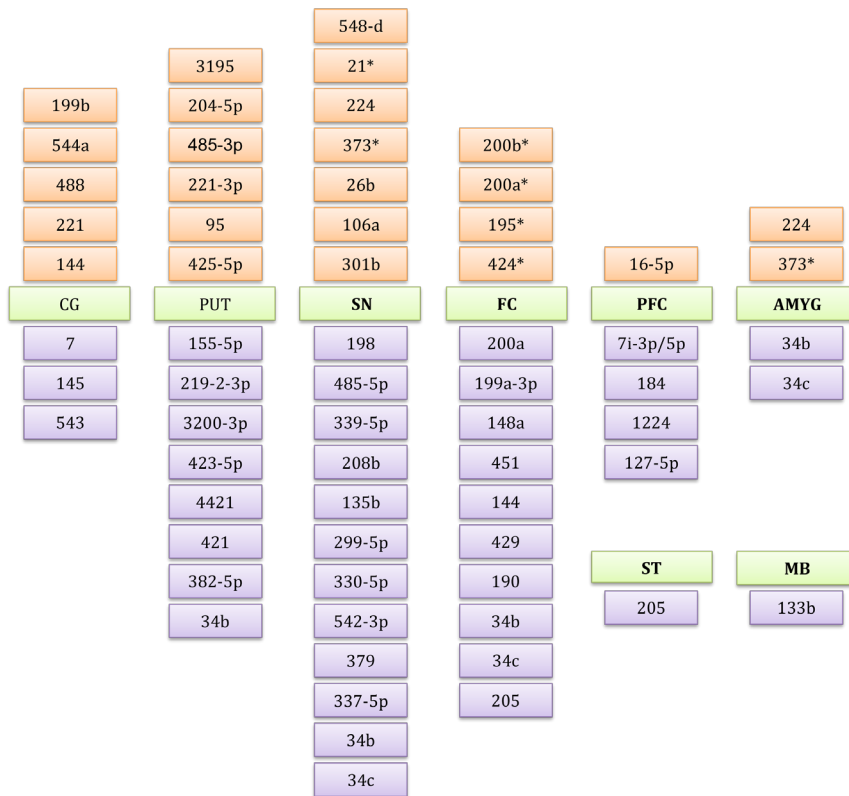 548-d
3195 21*
199b 204-5p 224
544a 485-3p 373* 200b*
488 221-3p 26b 200a*
221 95 106a 195* 224
144 425-5p 301b 424* 16-5p 373*
CG PUT SN FC PFC AMYG
7 155-5p 198 200a 7i-3p/5p 34b
145 219-2-3p 485-5p 199a-3p 184 34c
543 3200-3p 339-5p 148a 1224
423-5p 208b 451 127-5p
4421 135b 144
421 299-5p 429 ST MB
382-5p 330-5p 190 205 133b
34b 542-3p 34b
379 34c
337-5p 205
34b
34c